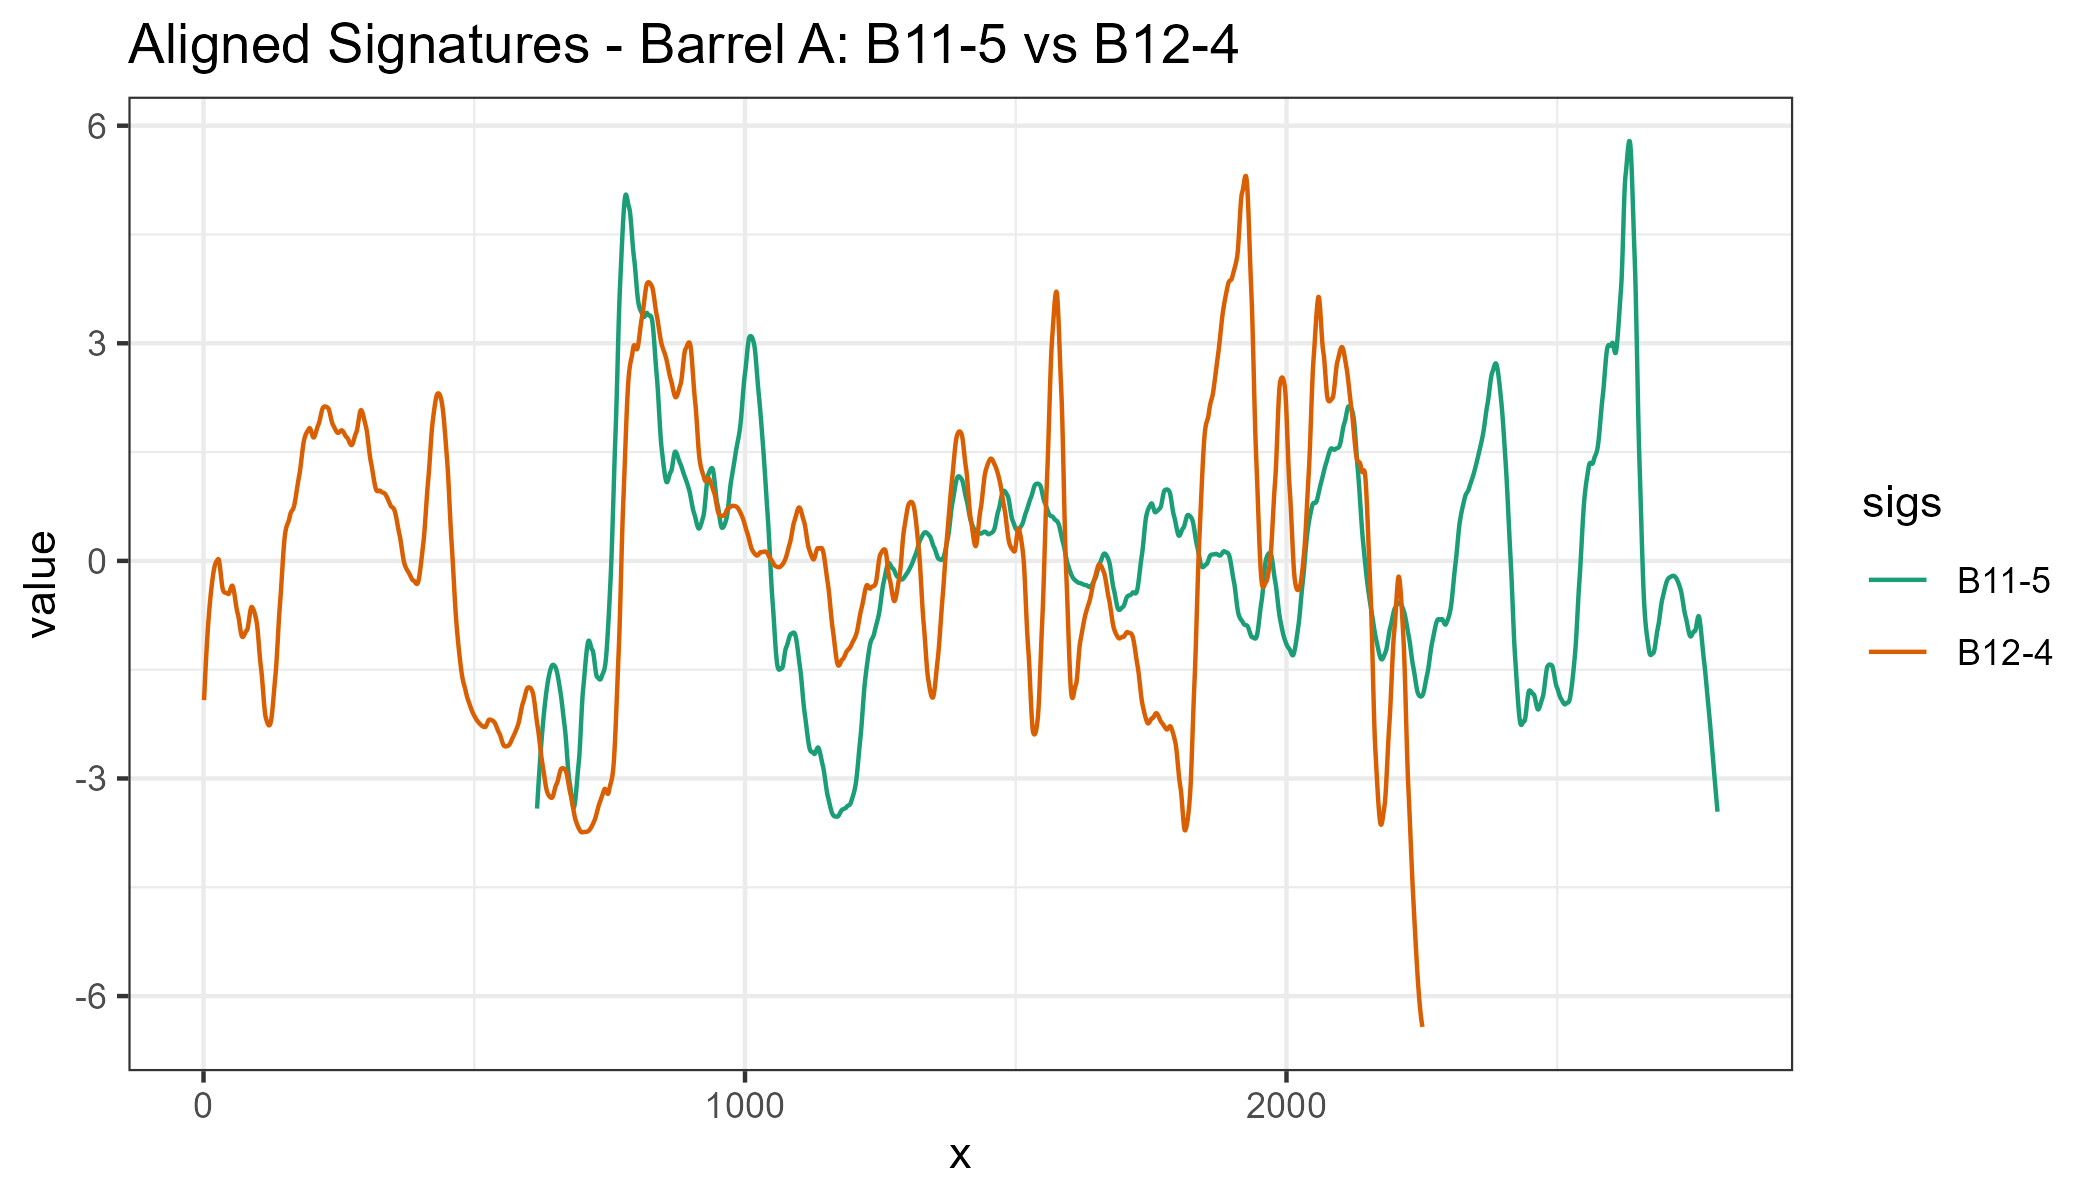 Aligned Signatures - Barrel A: B11-5 vs B12-4
6
3
0
-3
-6
value
0 1000 2000
x
sigs
B11-5
B12-4